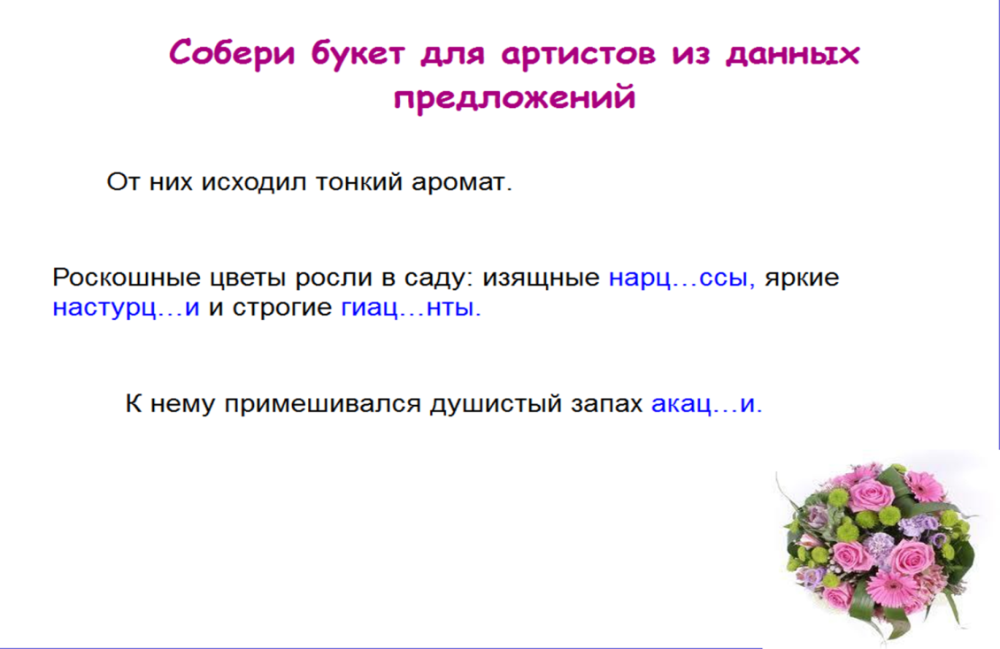 Собери букет для артистов из данных
предложений
От них исходил тонкий аромат.
Роскошные цветы росли в саду: изящные нарц…ссы, яркие
настурц…и и строгие гиац…нты.
К нему примешивался душистый запах акац…и.